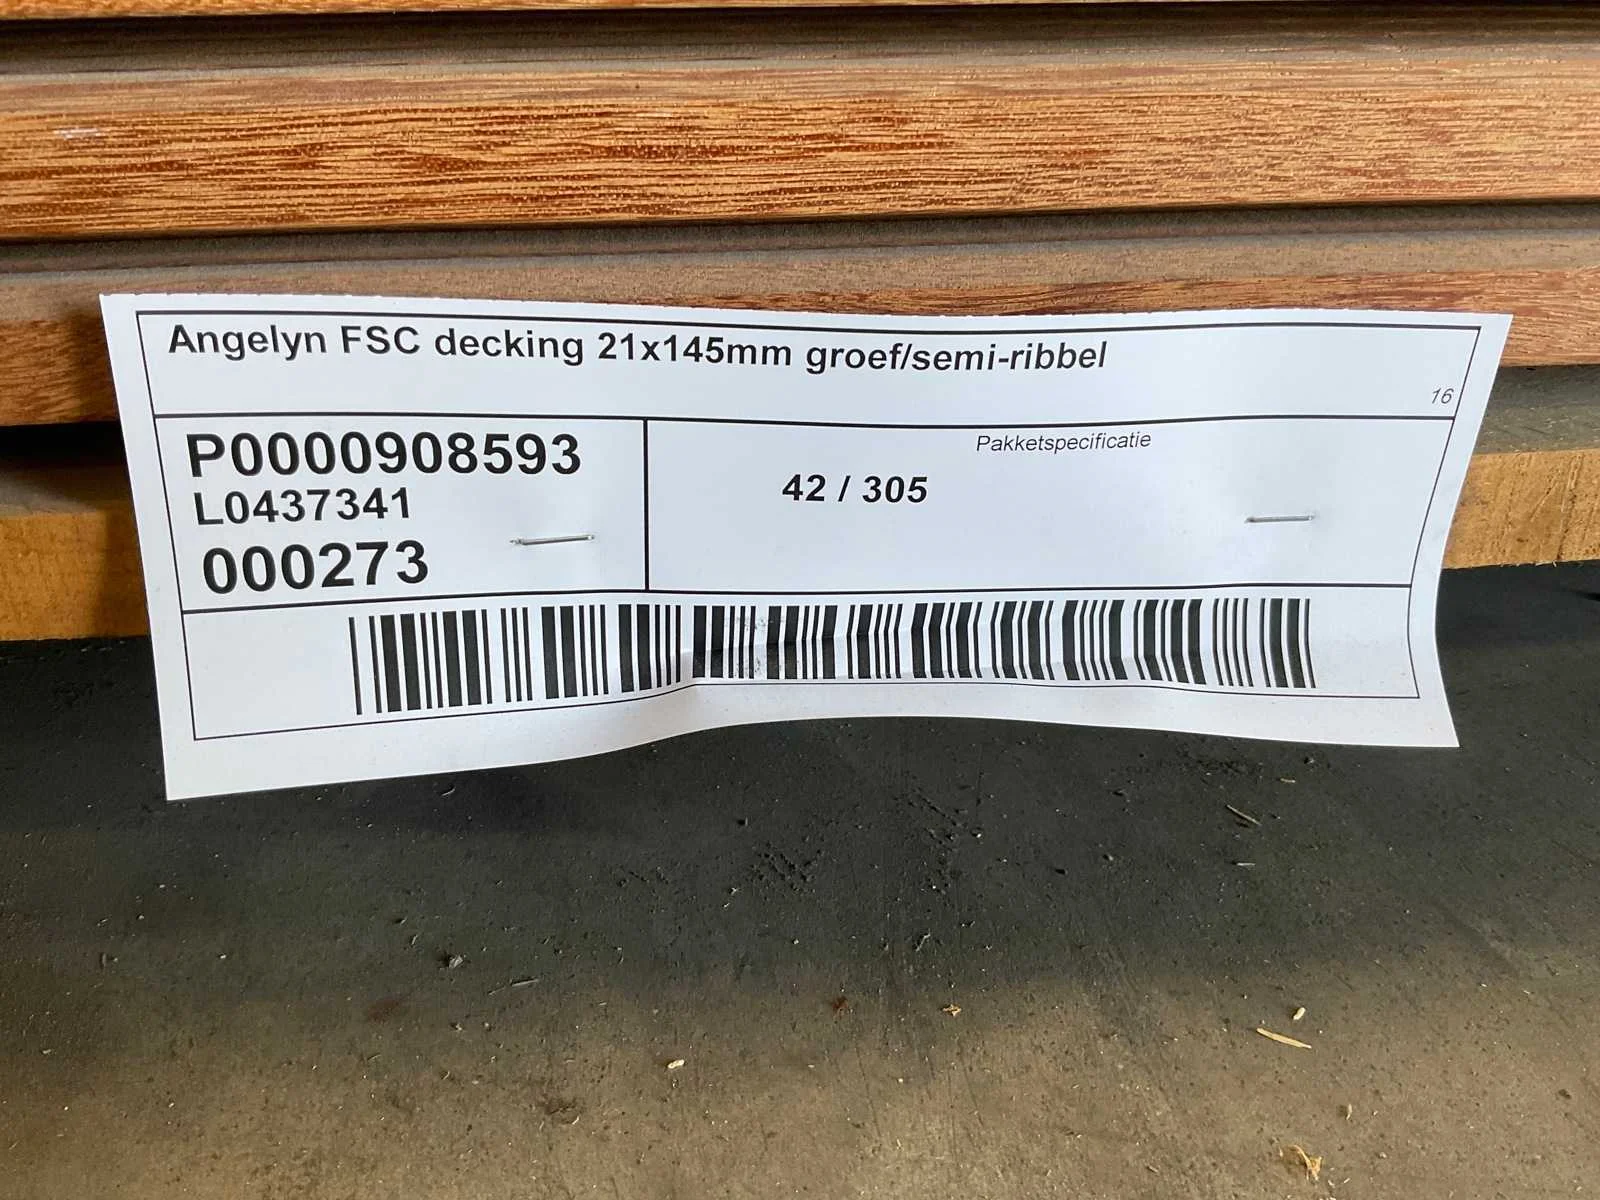 Angelyn FSC decking 21x145mm groef/semi-ribbel
16
P0000908593
L0437341
000273
Pakketspecificatie
42 / 305